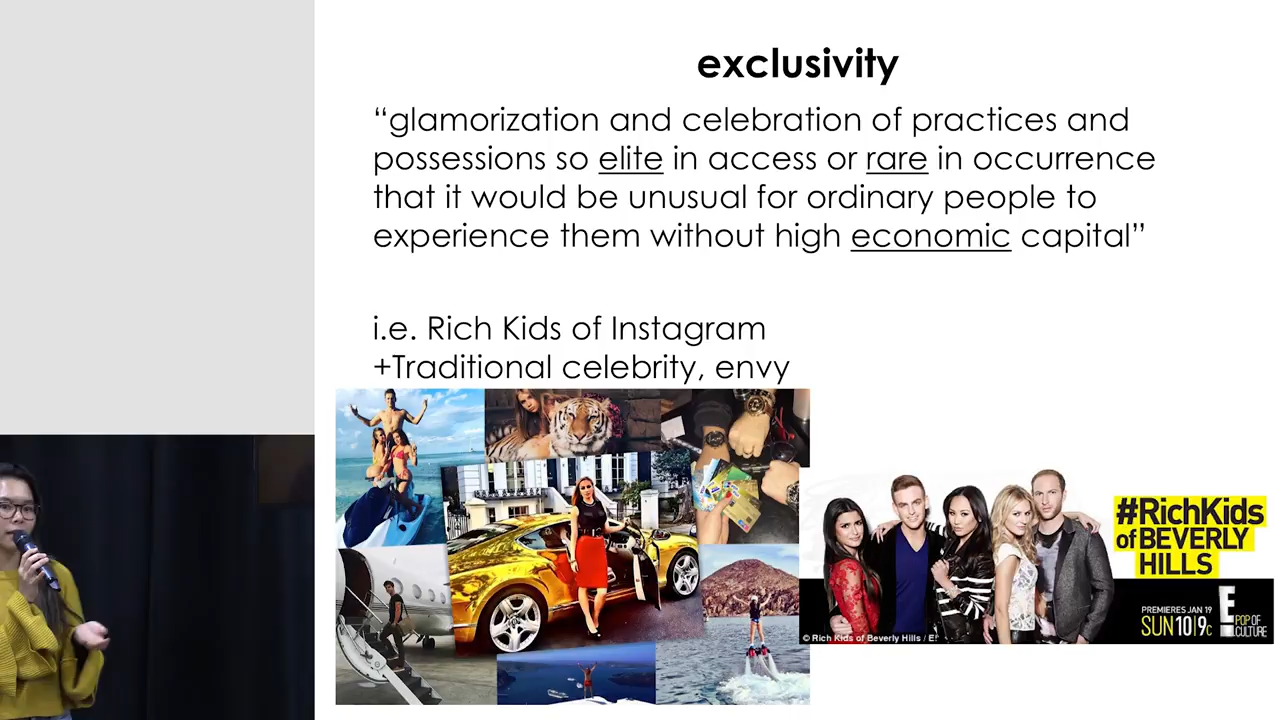 exclusivity
“glamorization and celebration of practices and
possessions so elite in access or rare in occurrence
that it would be unusual for ordinary people to
experience them without high economic capital”
i.e. Rich Kids of Instagram
+Traditional celebrity, envy
#RichKids
of BEVERLY
HILLS
PREMIERES JAN 19
SUN 10|9c
E!
POP OF
CULTURE
© Rich Kids of Beverly Hills / E!